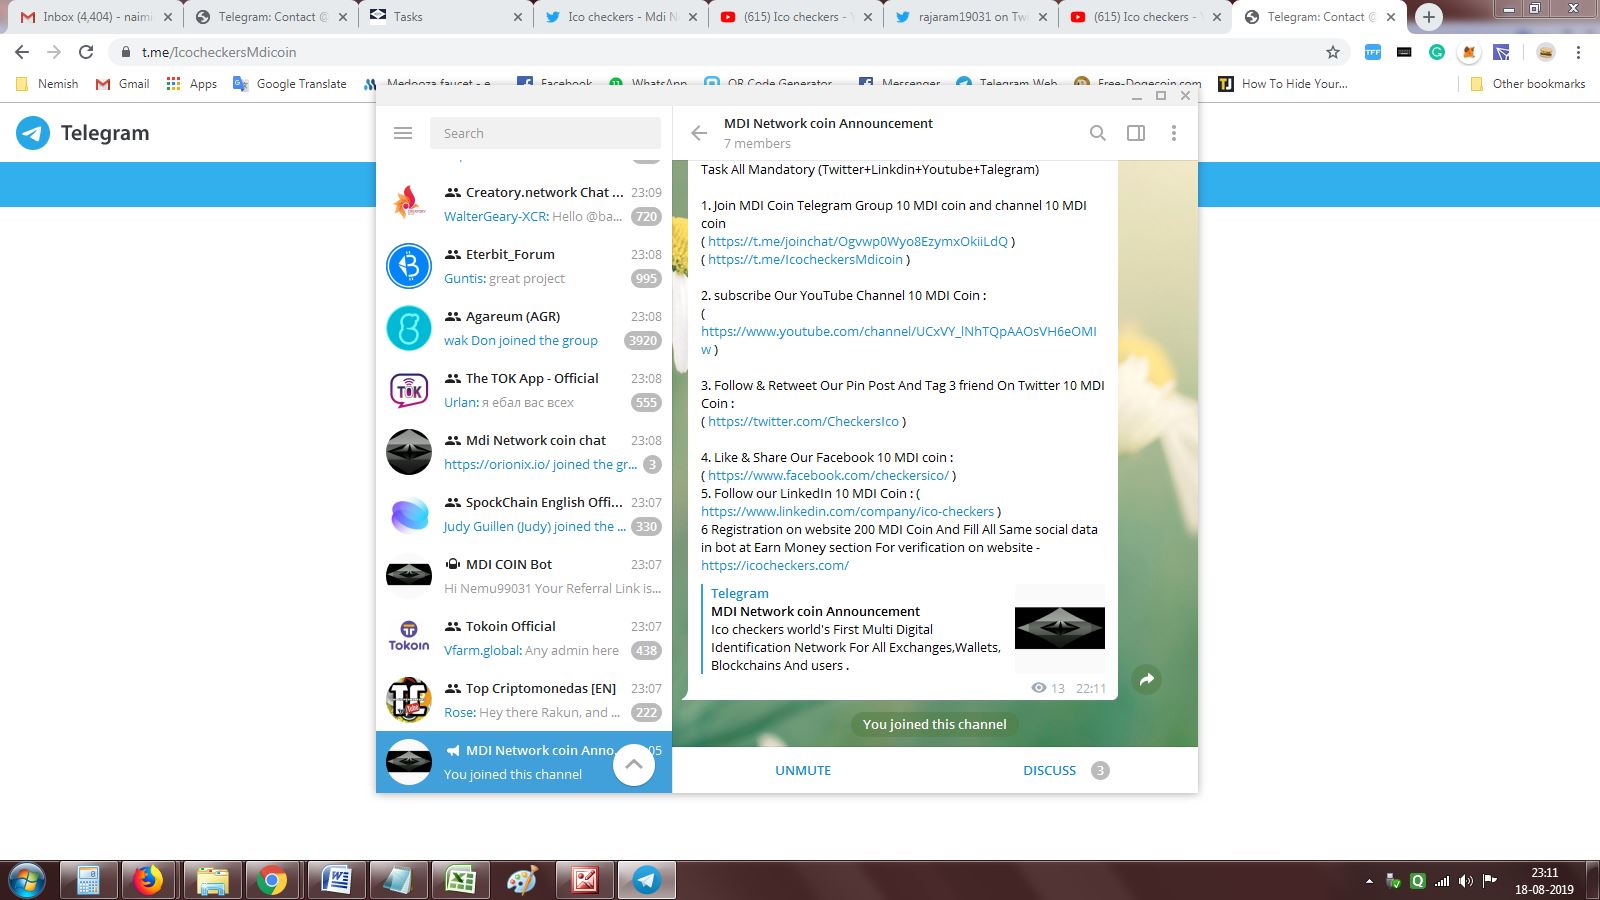 Inbox (4,404) - naimi
Telegram: Contact @
Tasks
Ico checkers - Mdi N
(615) Ico checkers - Y
rajaram19031 on Twi
(615) Ico checkers - Y
Telegram: Contact @
t.me/IcocheckersMdicoin
Nemish
Gmail
Apps
Google Translate
Medooza faucet - e
Facebook
WhatsApp
QR Code Generator
Messenger
Telegram Web
Free-Dogecoin.com
How To Hide Your...
Other bookmarks
Telegram
Search
Creatory.network Chat ... 23:09
WalterGeary-XCR: Hello @ba... 720
Eterbit_Forum 23:08
Guntis: great project 995
Agareum (AGR) 23:08
wak Don joined the group 3920
The TOK App - Official 23:08
Urlan: я ебал вас всех 555
Mdi Network coin chat 23:08
https://orionix.io/ joined the gr... 3
SpockChain English Offi... 23:07
Judy Guillen (Judy) joined the ... 330
MDI COIN Bot 23:07
Hi Nemu99031 Your Referral Link is...
Tokoin Official 23:07
Vfarm.global: Any admin here 438
Top Criptomonedas [EN] 23:07
Rose: Hey there Rakun, and ... 222
MDI Network coin Anno... :05
You joined this channel
MDI Network coin Announcement
7 members
Task All Mandatory (Twitter+Linkdin+Youtube+Talegram)
1. Join MDI Coin Telegram Group 10 MDI coin and channel 10 MDI
coin
( https://t.me/joinchat/Ogvwp0Wyo8EzymxOkiiLdQ )
( https://t.me/IcocheckersMdicoin )
2. subscribe Our YouTube Channel 10 MDI Coin :
(
https://www.youtube.com/channel/UCxVY_lNhTQpAAOsVH6eOMI
w )
3. Follow & Retweet Our Pin Post And Tag 3 friend On Twitter 10 MDI
Coin :
( https://twitter.com/CheckersIco )
4. Like & Share Our Facebook 10 MDI coin :
( https://www.facebook.com/checkersico/ )
5. Follow our LinkedIn 10 MDI Coin : (
https://www.linkedin.com/company/ico-checkers )
6 Registration on website 200 MDI Coin And Fill All Same social data
in bot at Earn Money section For verification on website -
https://icocheckers.com/
Telegram
MDI Network coin Announcement
Ico checkers world's First Multi Digital
Identification Network For All Exchanges,Wallets,
Blockchains And users .
13 22:11
You joined this channel
UNMUTE
DISCUSS 3
23:11
18-08-2019